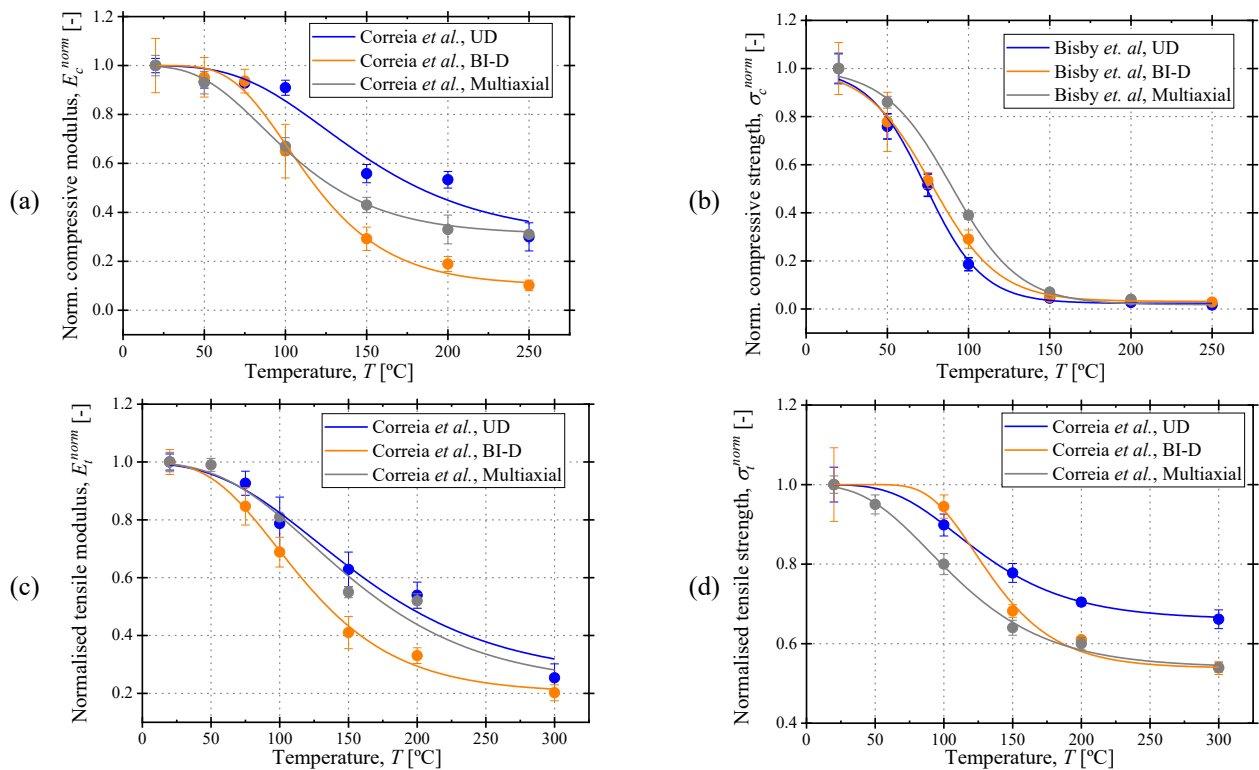 (a)
Norm. compressive modulus, E_c^norm [-]
1.2
1.0
0.8
0.6
0.4
0.2
0.0
Correia et al., UD
Correia et al., BI-D
Correia et al., Multiaxial
0 50 100 150 200 250
Temperature, T [ºC]
(b)
Norm. compressive strength, σ_c^norm [-]
1.2
1.0
0.8
0.6
0.4
0.2
0.0
Bisby et. al, UD
Bisby et. al, BI-D
Bisby et. al, Multiaxial
0 50 100 150 200 250
Temperature, T [ºC]
(c)
Normalised tensile modulus, E_t^norm [-]
1.2
1.0
0.8
0.6
0.4
0.2
Correia et al., UD
Correia et al., BI-D
Correia et al., Multiaxial
0 50 100 150 200 250 300
Temperature, T [ºC]
(d)
Normalised tensile strength, σ_t^norm [-]
1.2
1.0
0.8
0.6
0.4
Correia et al., UD
Correia et al., BI-D
Correia et al., Multiaxial
0 50 100 150 200 250 300
Temperature, T [ºC]